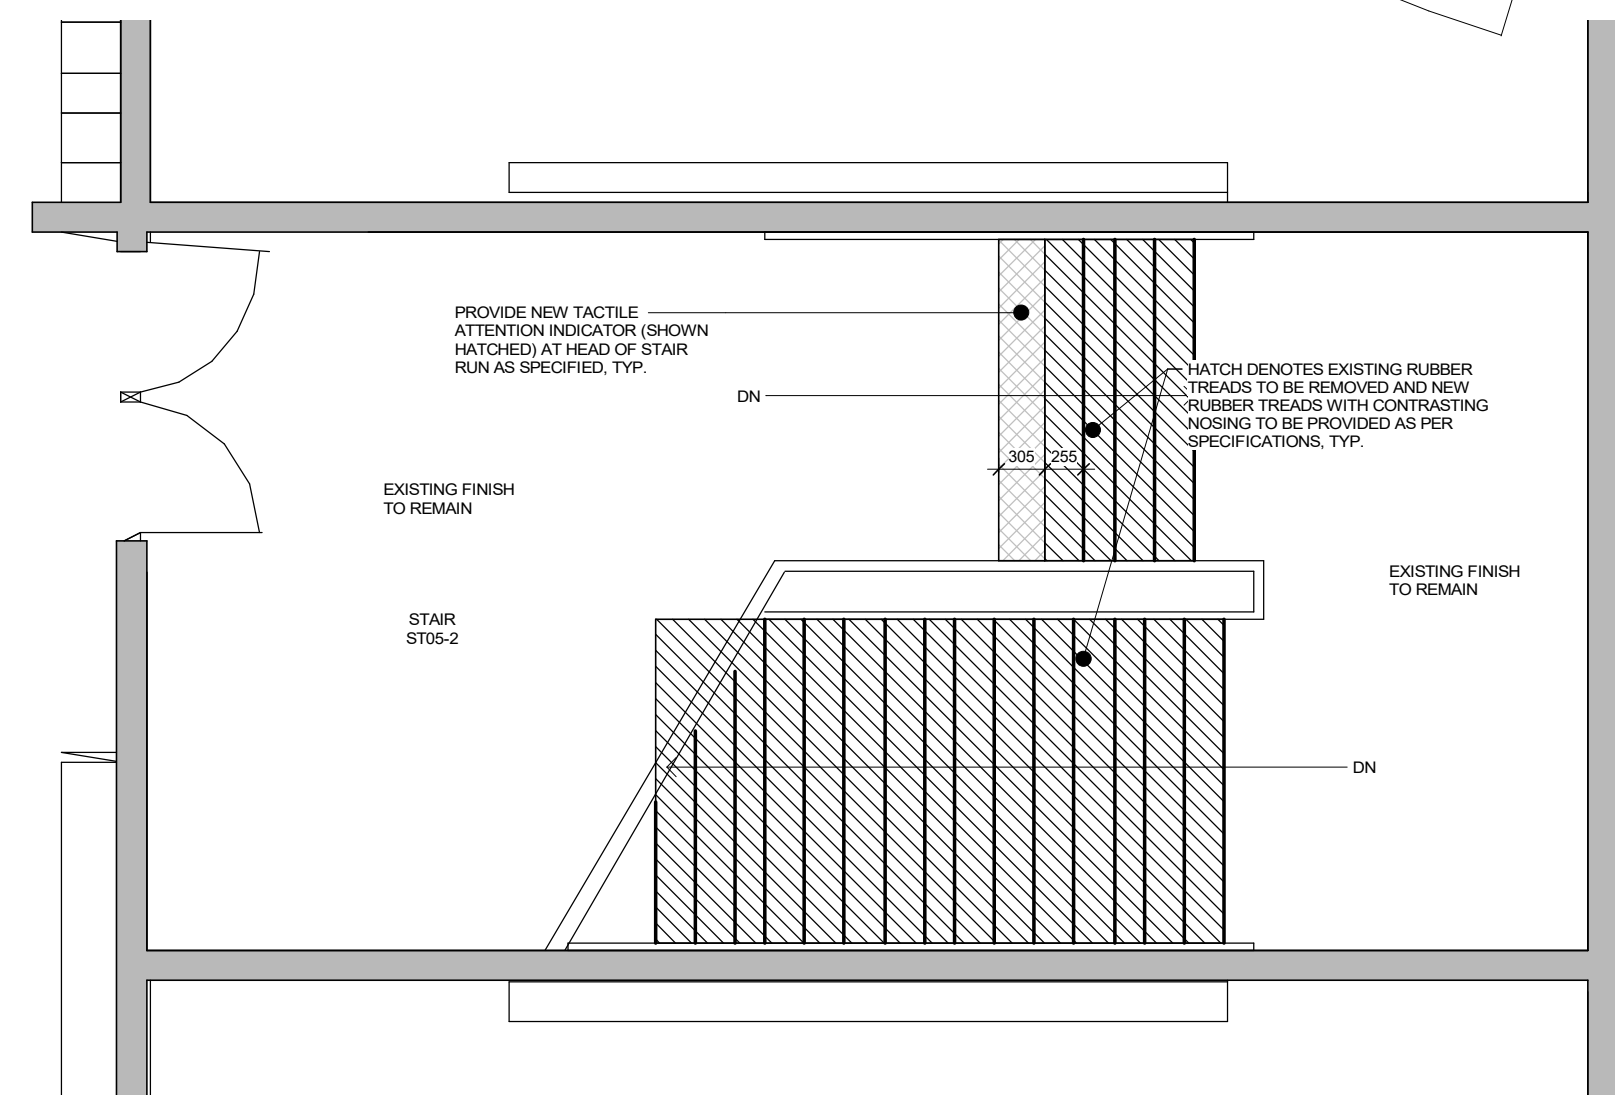 PROVIDE NEW TACTILE
ATTENTION INDICATOR (SHOWN
HATCHED) AT HEAD OF STAIR
RUN AS SPECIFIED, TYP.
HATCH DENOTES EXISTING RUBBER
TREADS TO BE REMOVED AND NEW
RUBBER TREADS WITH CONTRASTING
NOSING TO BE PROVIDED AS PER
SPECIFICATIONS, TYP.
DN
305
255
EXISTING FINISH
TO REMAIN
EXISTING FINISH
TO REMAIN
STAIR
ST05-2
DN